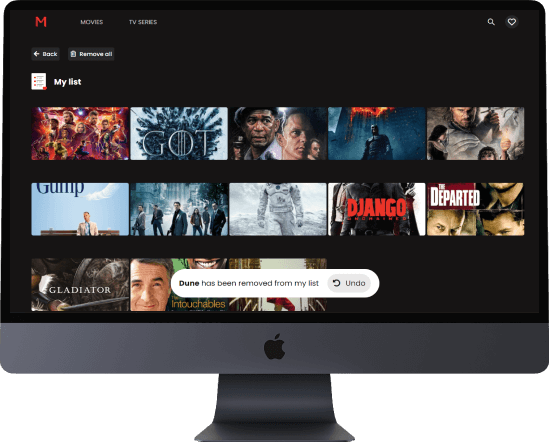 M MOVIES TV SERIES
Back Remove all
My list
GOT
Gump
DJANGO
UNCHAINED
THE
DEPARTED
GLADIATOR
Intouchables
Dune has been removed from my list Undo